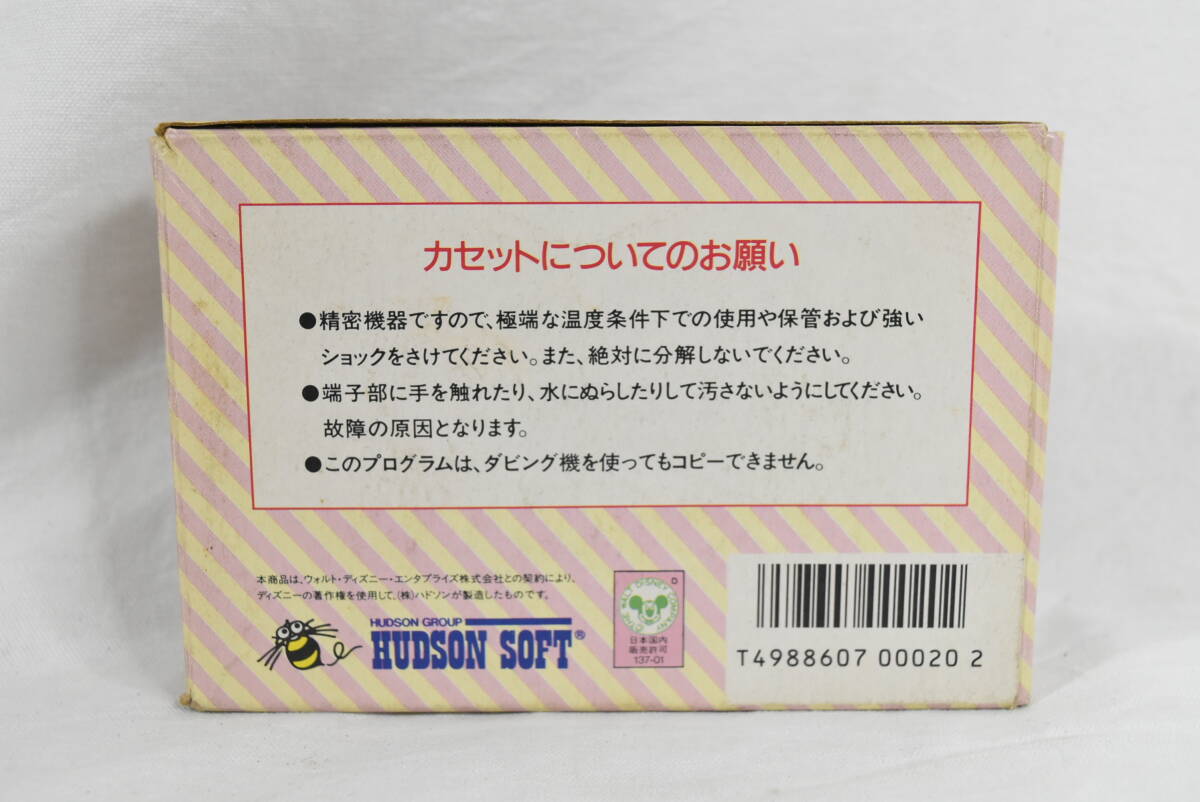 カセットについてのお願い
●精密機器ですので、極端な温度条件下での使用や保管および強い
ショックをさけてください。また、絶対に分解しないでください。
●端子部に手を触れたり、水にぬらしたりして汚さないようにしてください。
故障の原因となります。
●このプログラムは、ダビング機を使ってもコピーできません。
本商品は、ウォルト・ディズニー・エンタプライズ株式会社との契約により、
ディズニーの著作権を使用して、(株)ハドソンが製造したものです。
HUDSON GROUP
HUDSON SOFT®
D
THE WALT DISNEY COMPANY
日本国内
販売許可
137-01
T4988607 00020 2